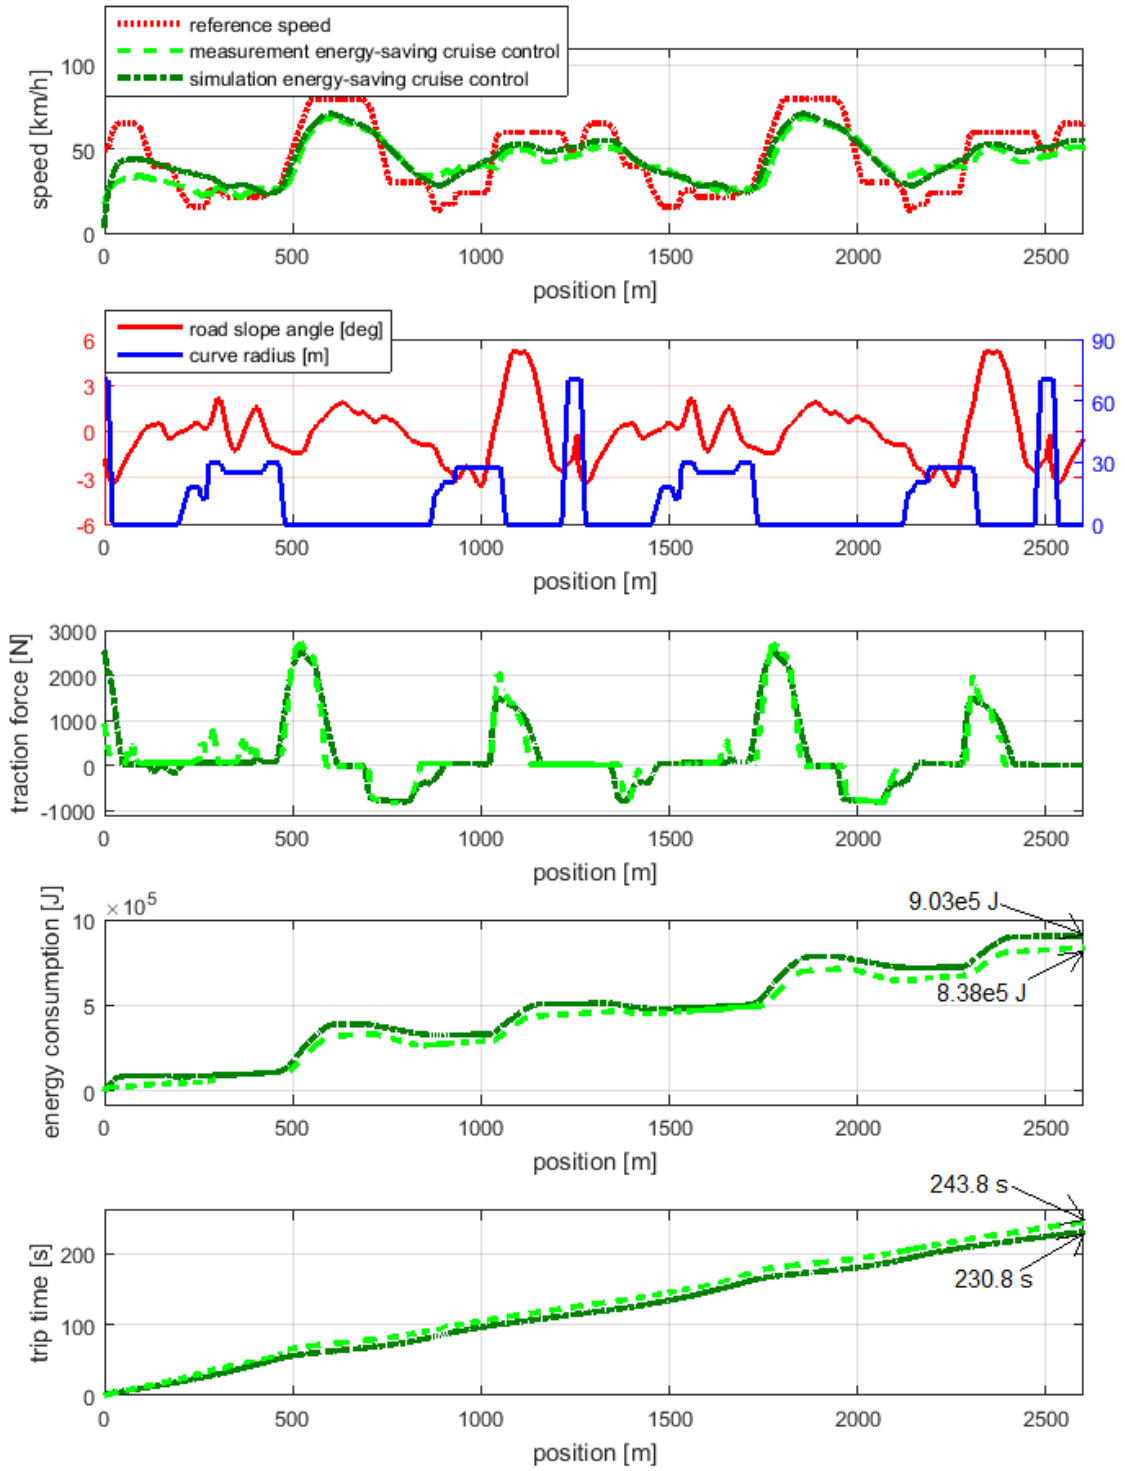 reference speed
measurement energy-saving cruise control
simulation energy-saving cruise control
100
50
0
speed [km/h]
0 500 1000 1500 2000 2500
position [m]
road slope angle [deg]
curve radius [m]
6 90
3 60
0
-3 30
-6 0
0 500 1000 1500 2000 2500
position [m]
3000
2000
1000
0
-1000
traction force [N]
0 500 1000 1500 2000 2500
position [m]
×10^5
10
5
0
energy consumption [J]
9.03e5 J
8.38e5 J
0 500 1000 1500 2000 2500
position [m]
243.8 s
200
100
0
trip time [s]
230.8 s
0 500 1000 1500 2000 2500
position [m]